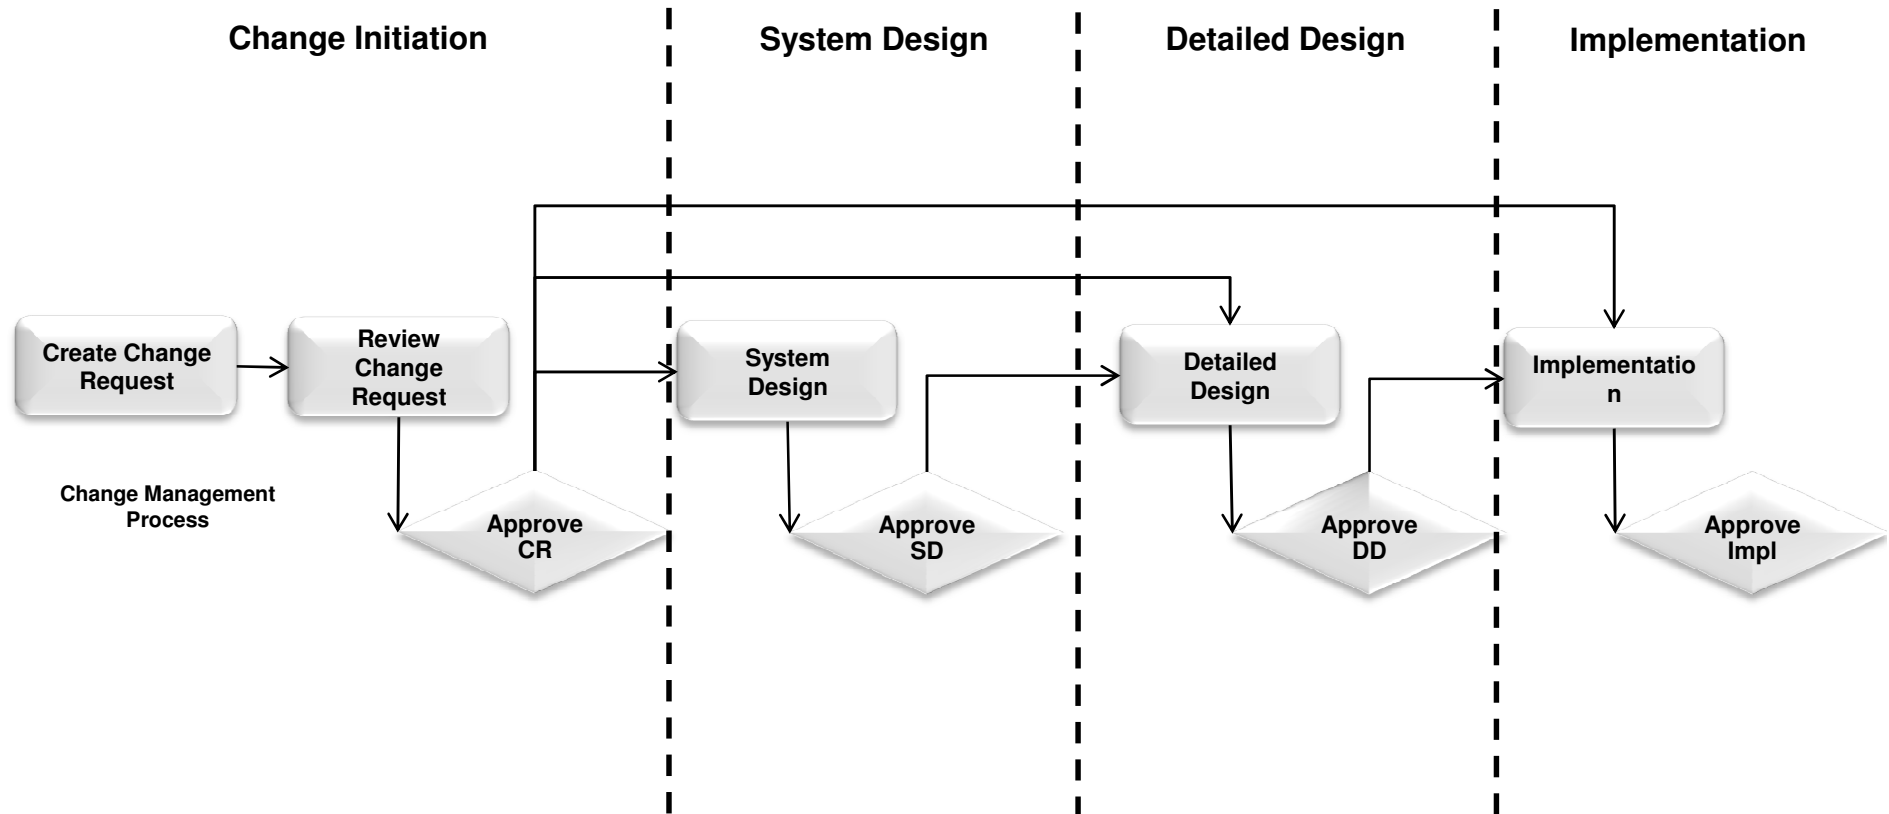 Change Initiation
System Design
Detailed Design
Implementation
Create Change
Request
Review
Change
Request
System
Design
Detailed
Design
Implementatio
n
Change Management
Process
Approve
CR
Approve
SD
Approve
DD
Approve
Impl